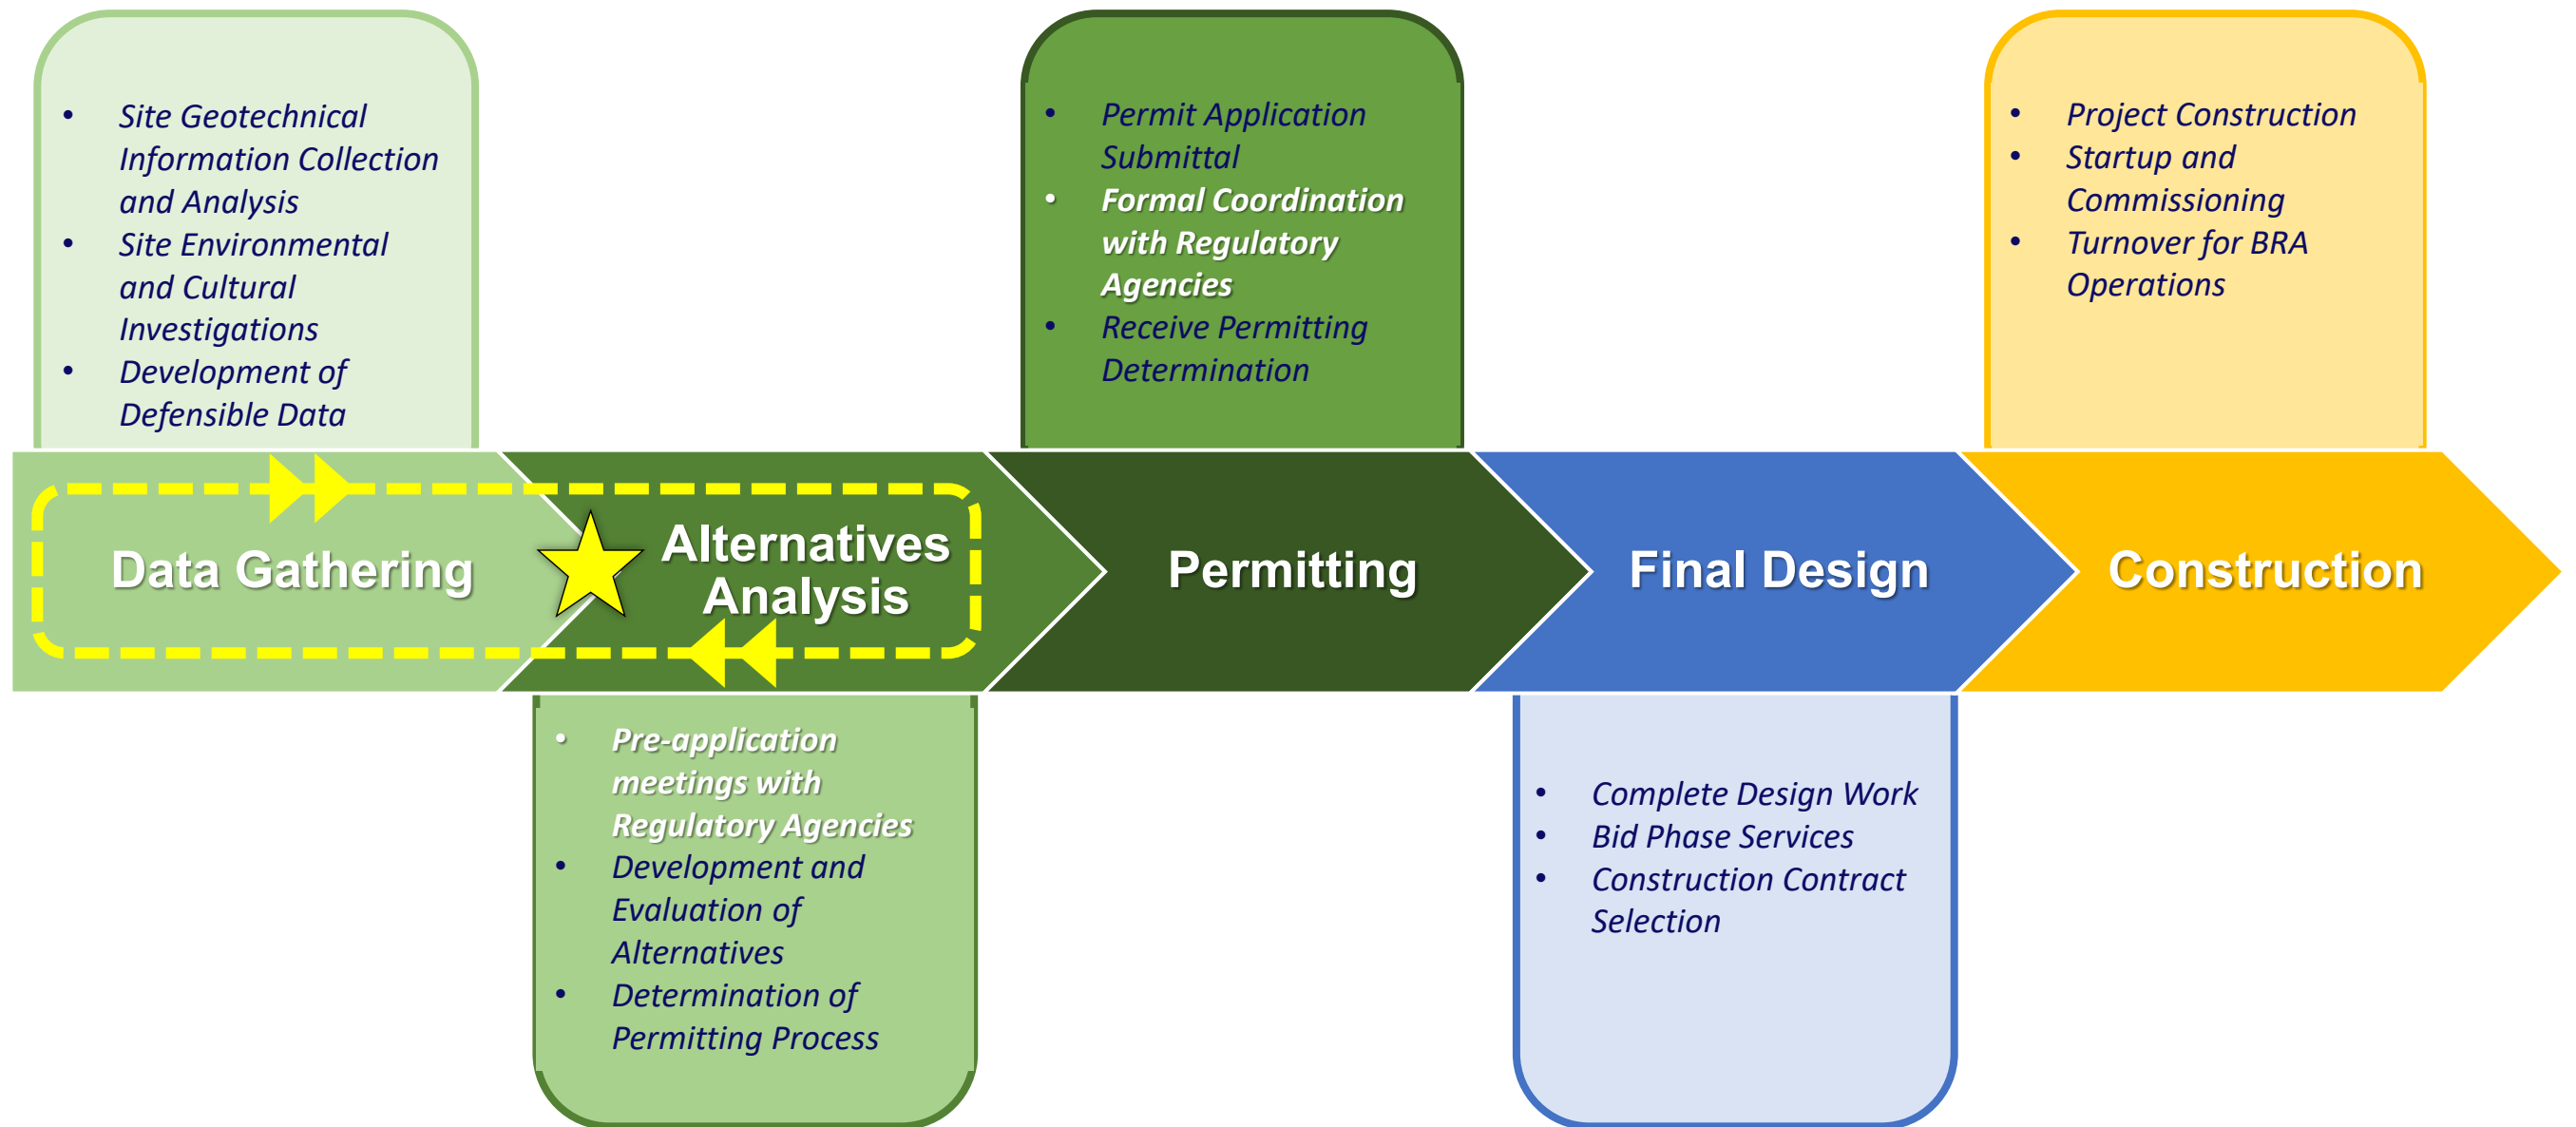 • Site Geotechnical
Information Collection
and Analysis
• Site Environmental
and Cultural
Investigations
• Development of
Defensible Data
• Permit Application
Submittal
• Formal Coordination
with Regulatory
Agencies
• Receive Permitting
Determination
• Project Construction
• Startup and
Commissioning
• Turnover for BRA
Operations
Data Gathering
Alternatives
Analysis
Permitting
Final Design
Construction
• Pre-application
meetings with
Regulatory Agencies
• Development and
Evaluation of
Alternatives
• Determination of
Permitting Process
• Complete Design Work
• Bid Phase Services
• Construction Contract
Selection